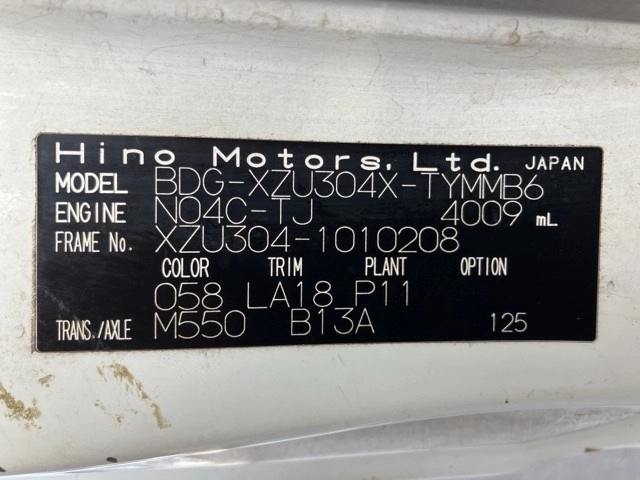 Hino Motors, Ltd. JAPAN
MODEL BDG-XZU304X-TYMMB6
ENGINE N04C-TJ 4009 mL
FRAME No. XZU304-1010208
COLOR TRIM PLANT OPTION
058 LA18 P11
TRANS./AXLE M550 B13A 125